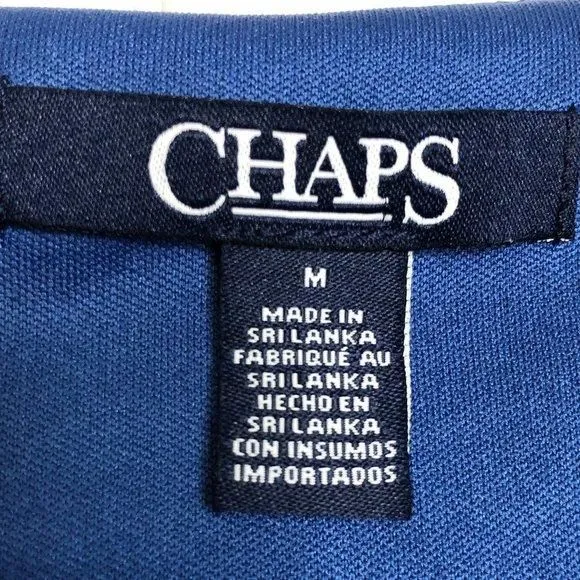 CHAPS
M
MADE IN
SRI LANKA
FABRIQUÉ AU
SRI LANKA
HECHO EN
SRI LANKA
CON INSUMOS
IMPORTADOS